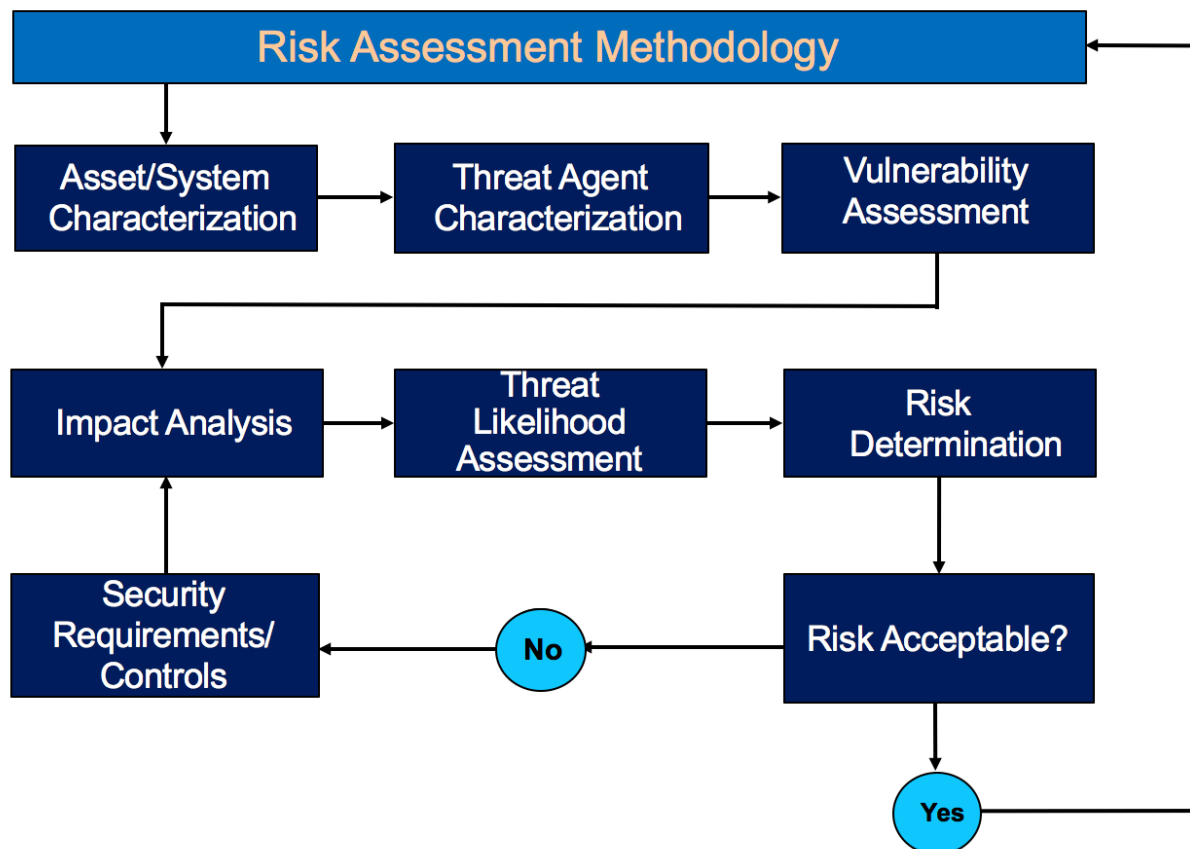 Risk Assessment Methodology
Asset/System
Characterization
Threat Agent
Characterization
Vulnerability
Assessment
Impact Analysis
Threat
Likelihood
Assessment
Risk
Determination
Security
Requirements/
Controls
No
Risk Acceptable?
Yes